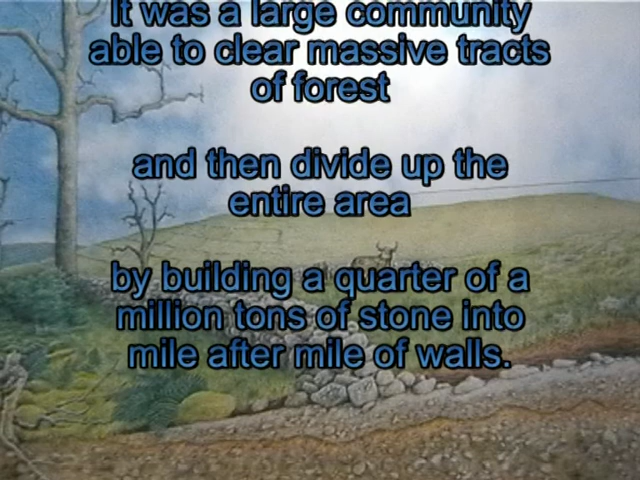 It was a large community
able to clear massive tracts
of forest
and then divide up the
entire area
by building a quarter of a
million tons of stone into
mile after mile of walls.